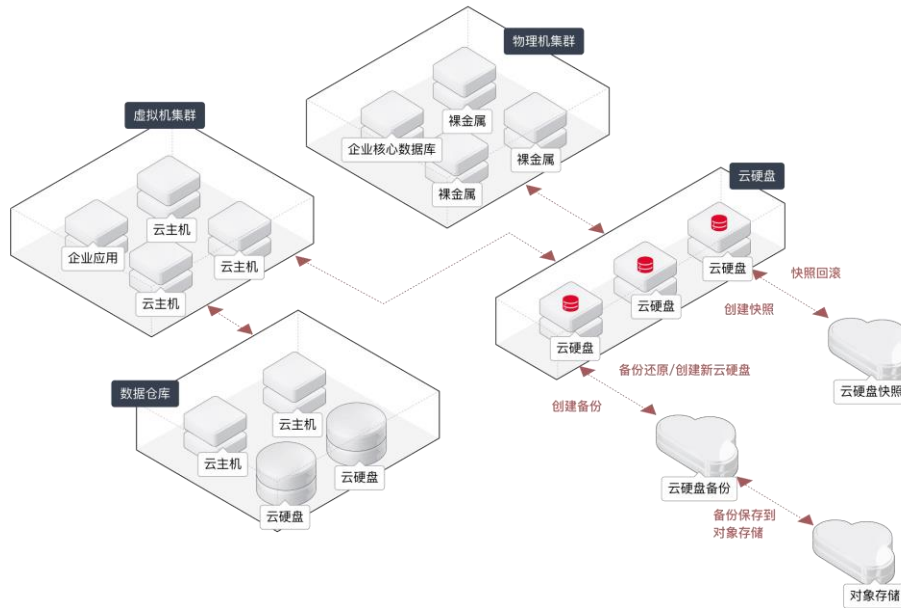 物理机集群
裸金属
企业核心数据库
裸金属
裸金属
虚拟机集群
云主机
企业应用
云主机
云主机
云硬盘
云硬盘
云硬盘
云硬盘
快照回滚
创建快照
云硬盘快照
备份还原/创建新云硬盘
创建备份
云硬盘备份
备份保存到
对象存储
对象存储
数据仓库
云主机
云主机
云硬盘
云硬盘